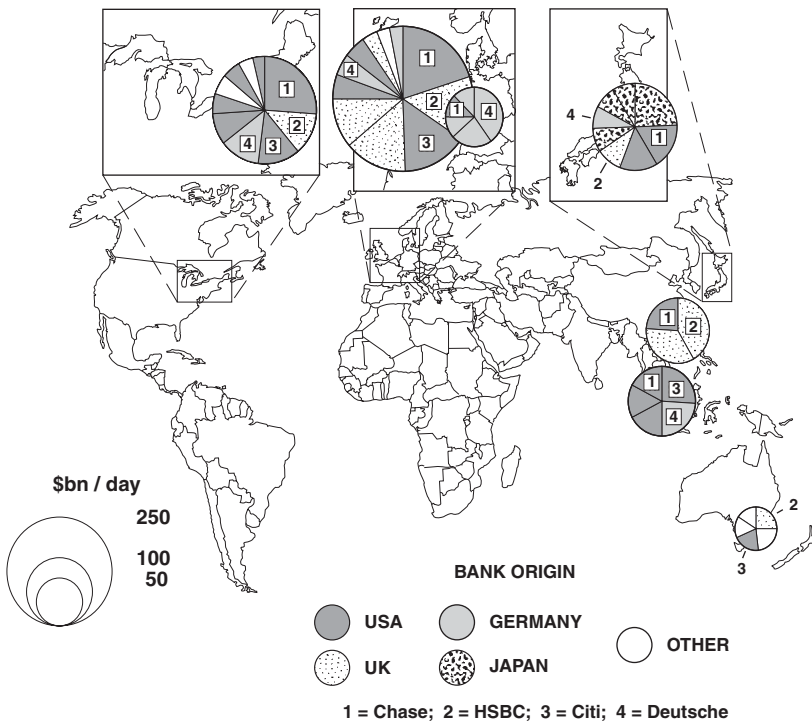 1
2
3
4
1
2
3
4
1
4
4
1
2
1
2
1
3
4
2
3
$bn / day
250
100
50
BANK ORIGIN
USA
GERMANY
OTHER
UK
JAPAN
1 = Chase; 2 = HSBC; 3 = Citi; 4 = Deutsche